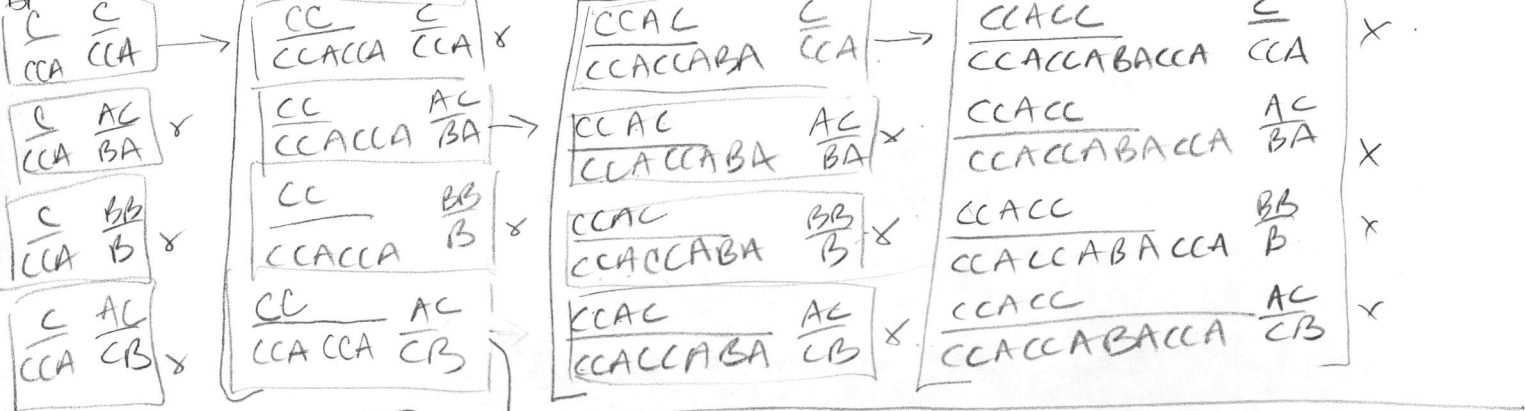 C C CC C CCAC C CCACC C
CCA CCA → CCACCA CCA x CCACCABA CCA → CCACCABACCA CCA x
C AC CC AC CCAC AC CCACC AC
CCA BA x CCACCA BA → CCACCABA BA x CCACCABACCA BA x
C BB CC BB CCAC BB CCACC BB
CCA B x CCACCA B x CCACCABA B x CCACCABACCA B x
C AC CC AC CCAC AC CCACC AC
CCA CB x CCACCA CB CCACCABA CB x CCACCABACCA CB x